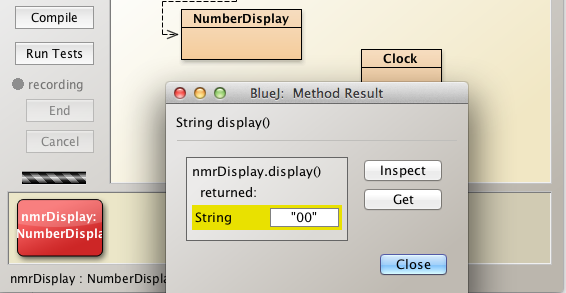 Compile
NumberDisplay
Run Tests
Clock
recording
End
Cancel
BlueJ: Method Result
String display()
nmrDisplay.display()
returned:
String "00"
Inspect
Get
Close
nmrDisplay:
NumberDispla
nmrDisplay : NumberDispla